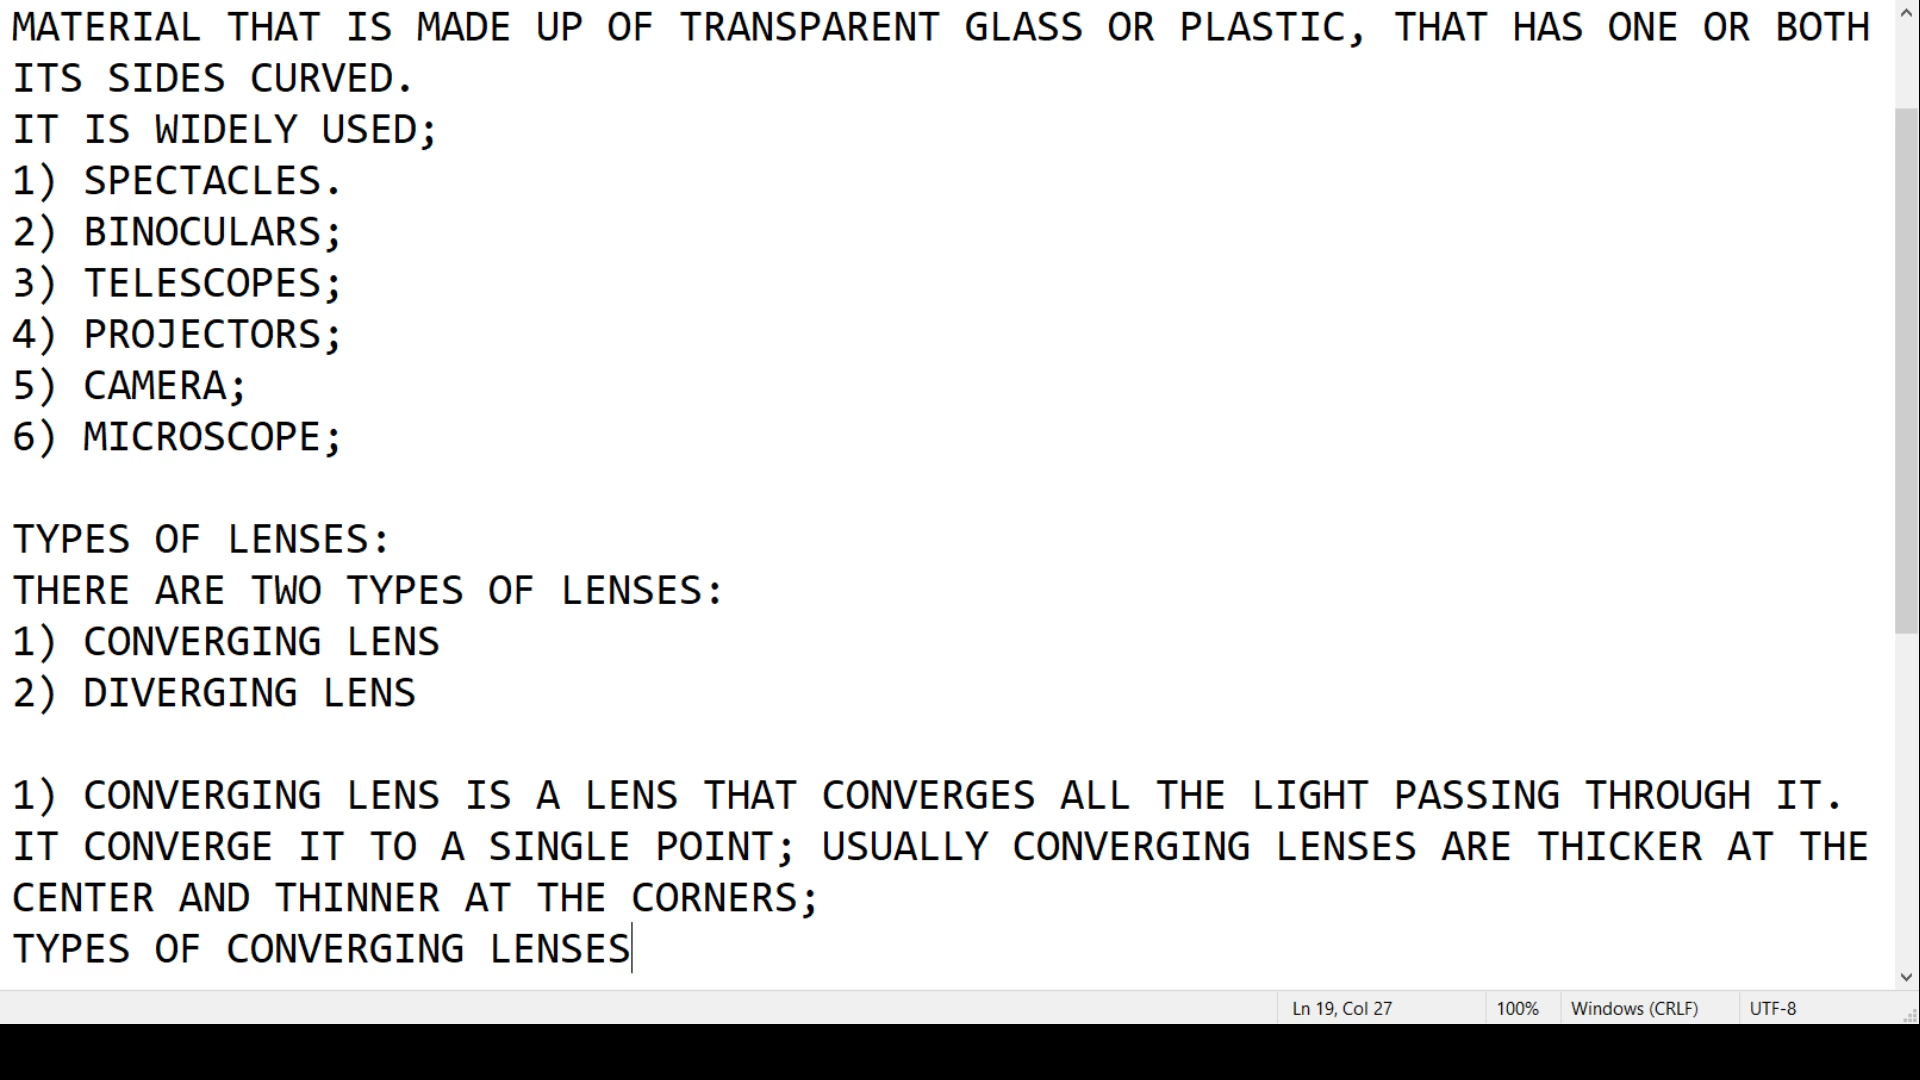 MATERIAL THAT IS MADE UP OF TRANSPARENT GLASS OR PLASTIC, THAT HAS ONE OR BOTH
ITS SIDES CURVED.
IT IS WIDELY USED;
1) SPECTACLES.
2) BINOCULARS;
3) TELESCOPES;
4) PROJECTORS;
5) CAMERA;
6) MICROSCOPE;
TYPES OF LENSES:
THERE ARE TWO TYPES OF LENSES:
1) CONVERGING LENS
2) DIVERGING LENS
1) CONVERGING LENS IS A LENS THAT CONVERGES ALL THE LIGHT PASSING THROUGH IT.
IT CONVERGE IT TO A SINGLE POINT; USUALLY CONVERGING LENSES ARE THICKER AT THE
CENTER AND THINNER AT THE CORNERS;
TYPES OF CONVERGING LENSES
Ln 19, Col 27 100% Windows (CRLF) UTF-8